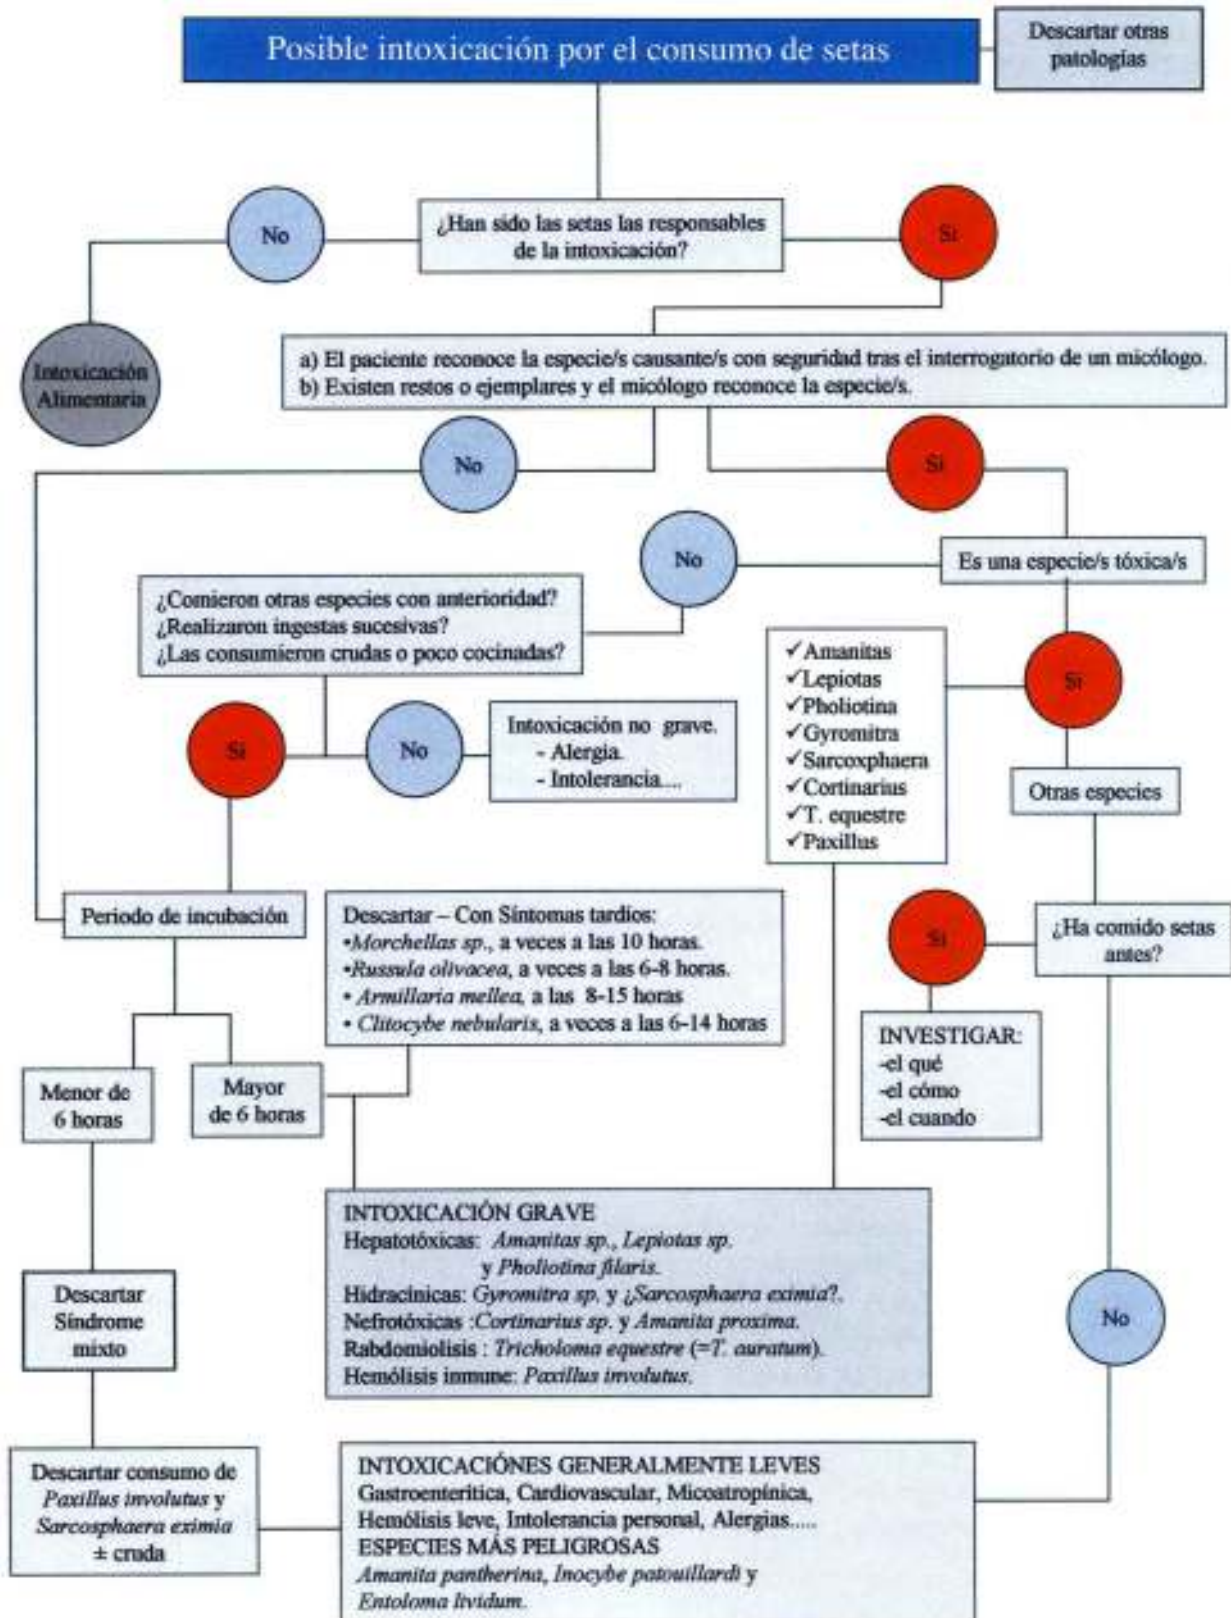 Posible intoxicación por el consumo de setas
Descartar otras
patologías
No
¿Han sido las setas las responsables
de la intoxicación?
Si
Intoxicación
Alimentaria
a) El paciente reconoce la especie/s causante/s con seguridad tras el interrogatorio de un micólogo.
b) Existen restos o ejemplares y el micólogo reconoce la especie/s.
No
Si
No
Es una especie/s tóxica/s
¿Comieron otras especies con anterioridad?
¿Realizaron ingestas sucesivas?
¿Las consumieron crudas o poco cocinadas?
✓Amanitas
✓Lepiotas
✓Pholiotina
✓Gyromitra
✓Sarcoxphaera
✓Cortinarius
✓T. equestre
✓Paxillus
Si
Si
No
Intoxicación no grave.
- Alergia.
- Intolerancia....
Otras especies
Periodo de incubación
Descartar – Con Síntomas tardíos:
•Morchellas sp., a veces a las 10 horas.
•Russula olivacea, a veces a las 6-8 horas.
• Armillaria mellea, a las 8-15 horas
• Clitocybe nebularis, a veces a las 6-14 horas
Si
¿Ha comido setas
antes?
INVESTIGAR:
-el qué
-el cómo
-el cuando
Menor de
6 horas
Mayor
de 6 horas
INTOXICACIÓN GRAVE
Hepatotóxicas: Amanitas sp., Lepiotas sp.
y Pholiotina filaris.
Hidracínicas: Gyromitra sp. y ¿Sarcosphaera eximia?.
Nefrotóxicas :Cortinarius sp. y Amanita proxima.
Rabdomiolisis : Tricholoma equestre (=T. auratum).
Hemólisis inmune: Paxillus involutus.
Descartar
Síndrome
mixto
No
Descartar consumo de
Paxillus involutus y
Sarcosphaera eximia
± cruda
INTOXICACIÓNES GENERALMENTE LEVES
Gastroenterítica, Cardiovascular, Micoatropínica,
Hemólisis leve, Intolerancia personal, Alergias.....
ESPECIES MÁS PELIGROSAS
Amanita pantherina, Inocybe patouillardi y
Entoloma lividum.